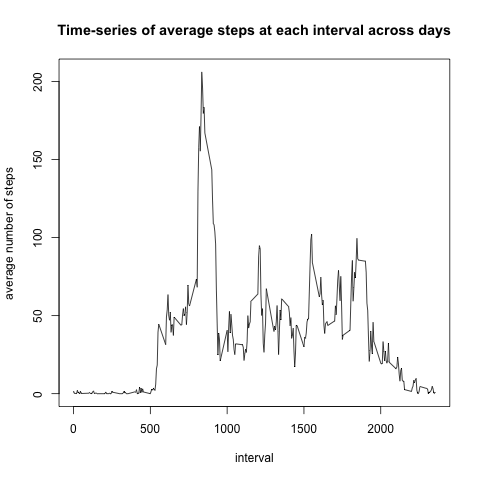 Time-series of average steps at each interval across days
average number of steps
200
150
100
50
0
0 500 1000 1500 2000
interval